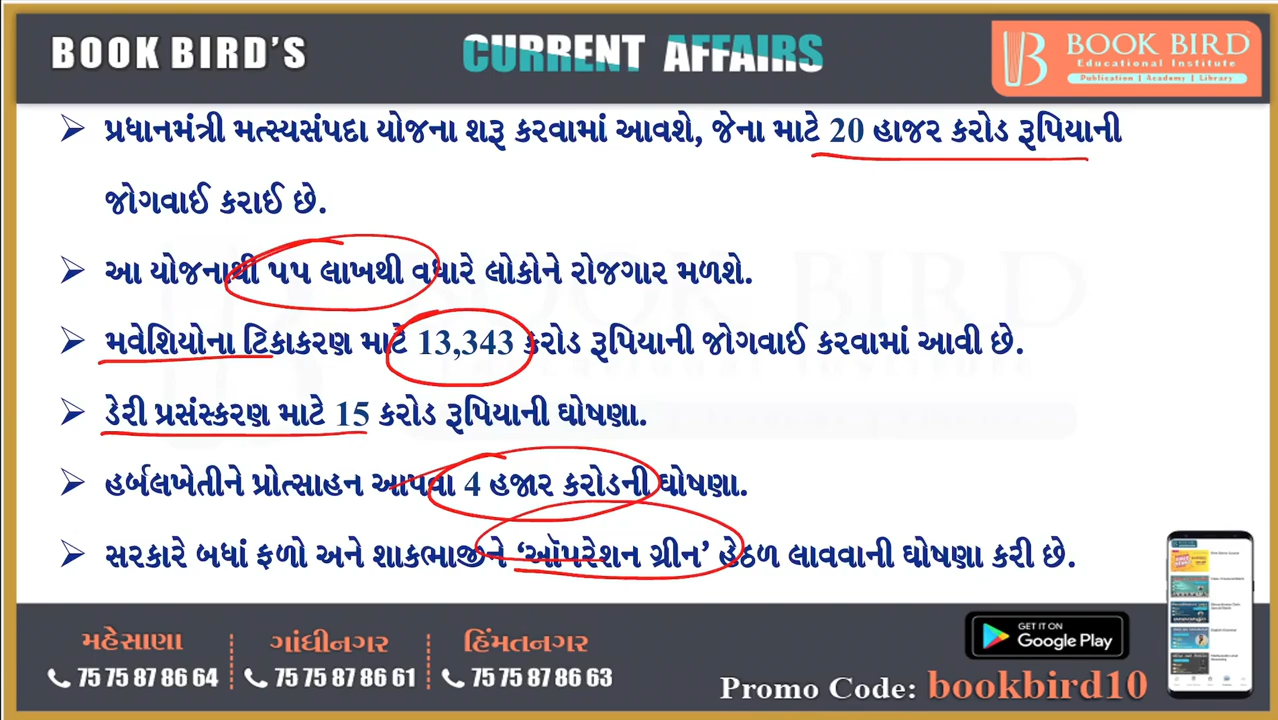 BOOK BIRD'S
CURRENT AFFAIRS
BOOK BIRD
Educational Institute
Publication | Academy | Library
➢ પ્રધાનમંત્રી મત્સ્યસંપદા યોજના શરૂ કરવામાં આવશે, જેના માટે 20 હાજર કરોડ રૂપિયાની
જોગવાઈ કરાઈ છે.
➢ આ યોજનાથી ૫૫ લાખથી વધારે લોકોને રોજગાર મળશે.
➢ મવેશિયોના ટિકાકરણ માટે 13,343 કરોડ રૂપિયાની જોગવાઈ કરવામાં આવી છે.
➢ ડેરી પ્રસંસ્કરણ માટે 15 કરોડ રૂપિયાની ઘોષણા.
➢ હર્બલખેતીને પ્રોત્સાહન આપવા 4 હજાર કરોડની ઘોષણા.
➢ સરકારે બધાં ફળો અને શાકભાજીને ‘ઑપરેશન ગ્રીન’ હેઠળ લાવવાની ઘોષણા કરી છે.
મહેસાણા
75 75 87 86 64
ગાંધીનગર
75 75 87 86 61
હિંમતનગર
75 75 87 86 63
GET IT ON
Google Play
Promo Code: bookbird10